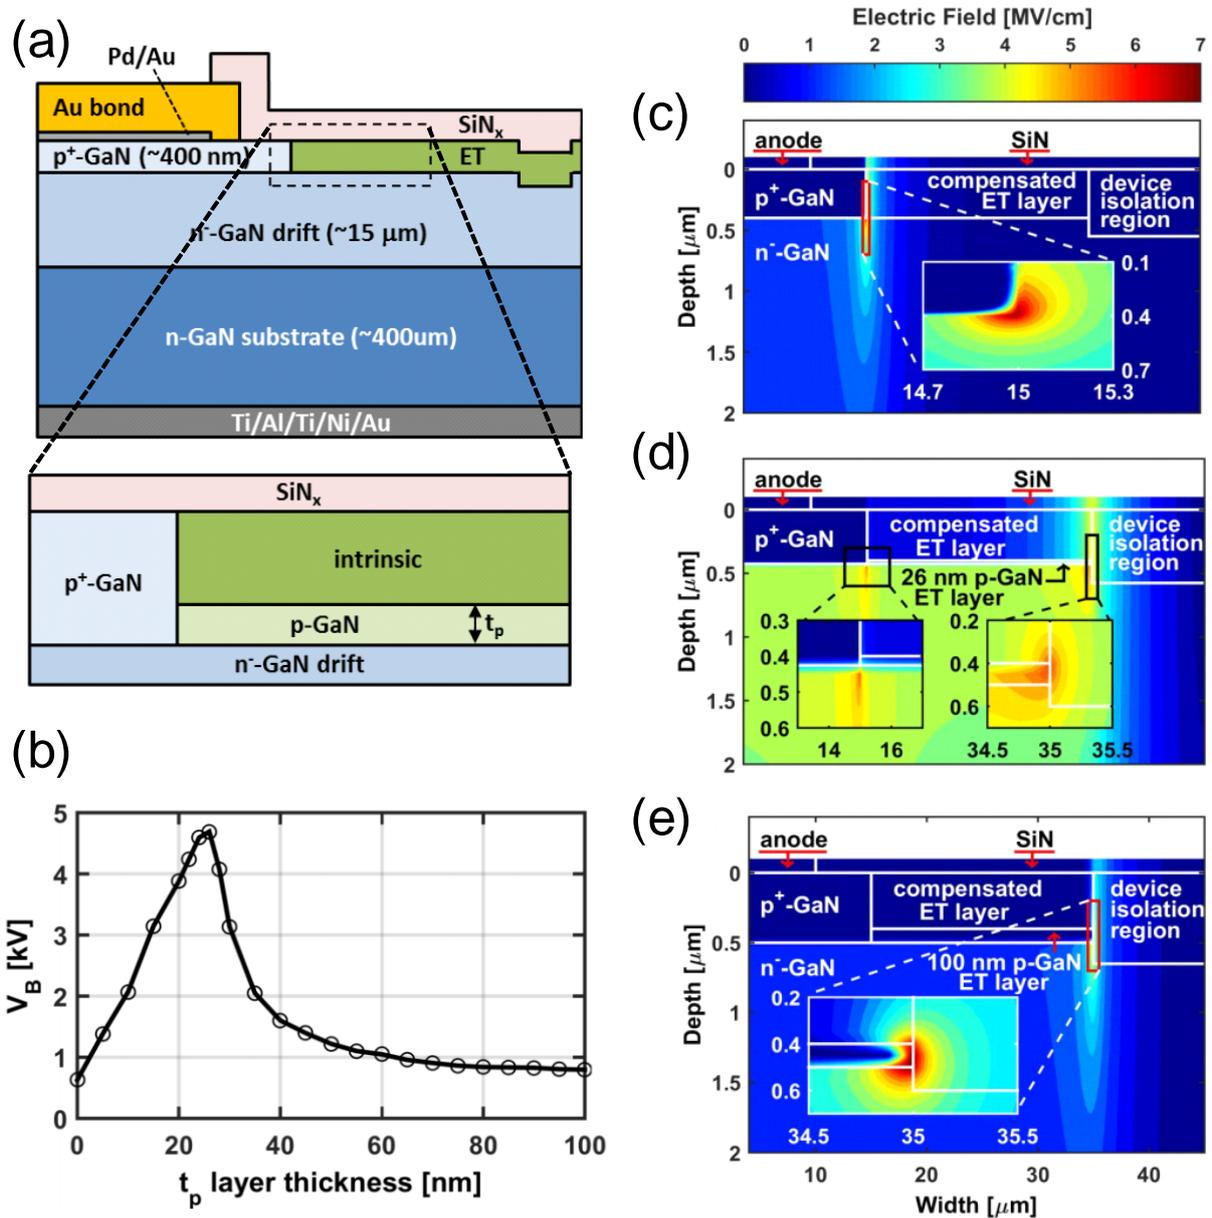 (a)
Pd/Au
Au bond
SiNx
p+-GaN (~400 nm)
ET
n--GaN drift (~15 μm)
n-GaN substrate (~400um)
Ti/Al/Ti/Ni/Au
SiNx
intrinsic
p+-GaN
p-GaN
tp
n--GaN drift
(b)
VB [kV]
5
4
3
2
1
0
0 20 40 60 80 100
tp layer thickness [nm]
Electric Field [MV/cm]
0 1 2 3 4 5 6 7
(c)
anode SiN
p+-GaN
compensated
ET layer
device
isolation
region
n--GaN
Depth [μm]
0
0.5
1
1.5
2
0.1
0.4
0.7
14.7 15 15.3
(d)
anode SiN
p+-GaN
compensated
ET layer
device
isolation
region
26 nm p-GaN
ET layer
Depth [μm]
0
0.5
1
1.5
2
0.3
0.4
0.5
0.6
14 16
0.2
0.4
0.6
34.5 35 35.5
(e)
anode SiN
p+-GaN
compensated
ET layer
device
isolation
region
n--GaN
100 nm p-GaN
ET layer
Depth [μm]
0
0.5
1
1.5
2
0.2
0.4
0.6
34.5 35 35.5
10 20 30 40
Width [μm]